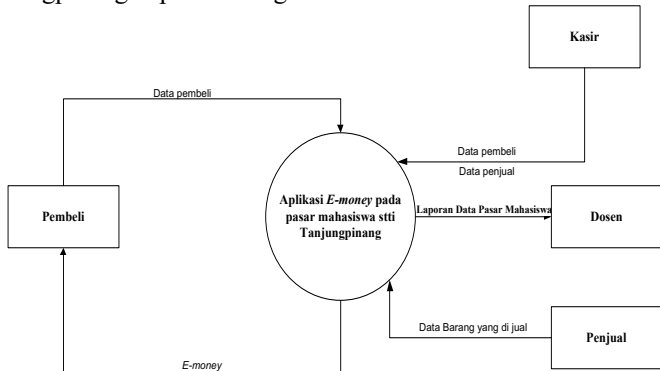 Kasir
Data pembeli
Data pembeli
Data penjual
Aplikasi E-money pada
pasar mahasiswa stti
Tanjungpinang
Pembeli
Laporan Data Pasar Mahasiswa
Dosen
Data Barang yang di jual
Penjual
E-money